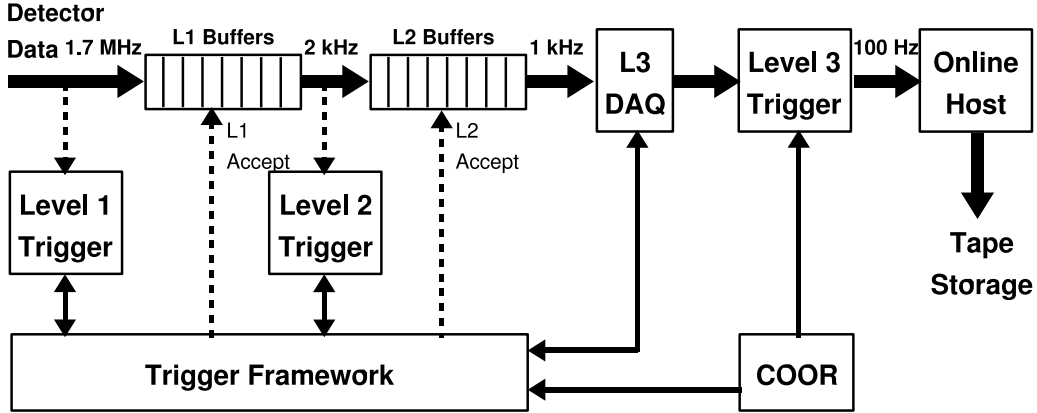 Detector
Data 1.7 MHz
L1 Buffers
2 kHz
L2 Buffers
1 kHz
L3
DAQ
Level 3
Trigger
100 Hz
Online
Host
L1
Accept
L2
Accept
Level 1
Trigger
Level 2
Trigger
Tape
Storage
Trigger Framework
COOR